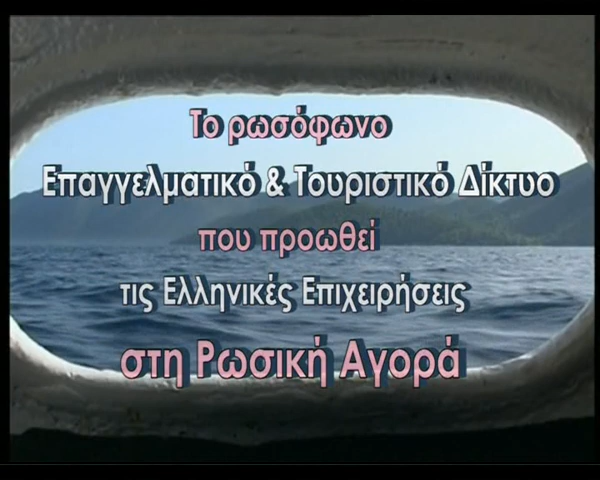 Το ρωσόφωνο
Επαγγελματικό & Τουριστικό Δίκτυο
που προωθεί
τις Ελληνικές Επιχειρήσεις
στη Ρωσική Αγορά